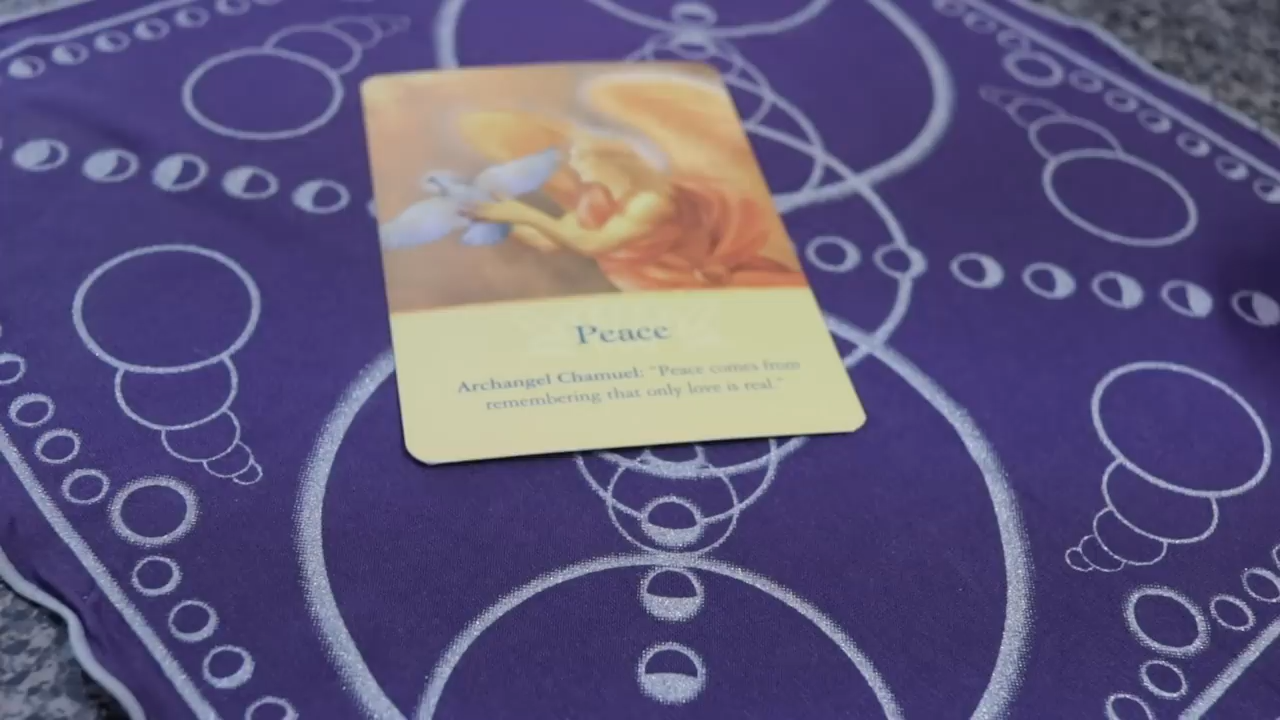 Peace
Archangel Chamuel: "Peace comes from
remembering that only love is real."